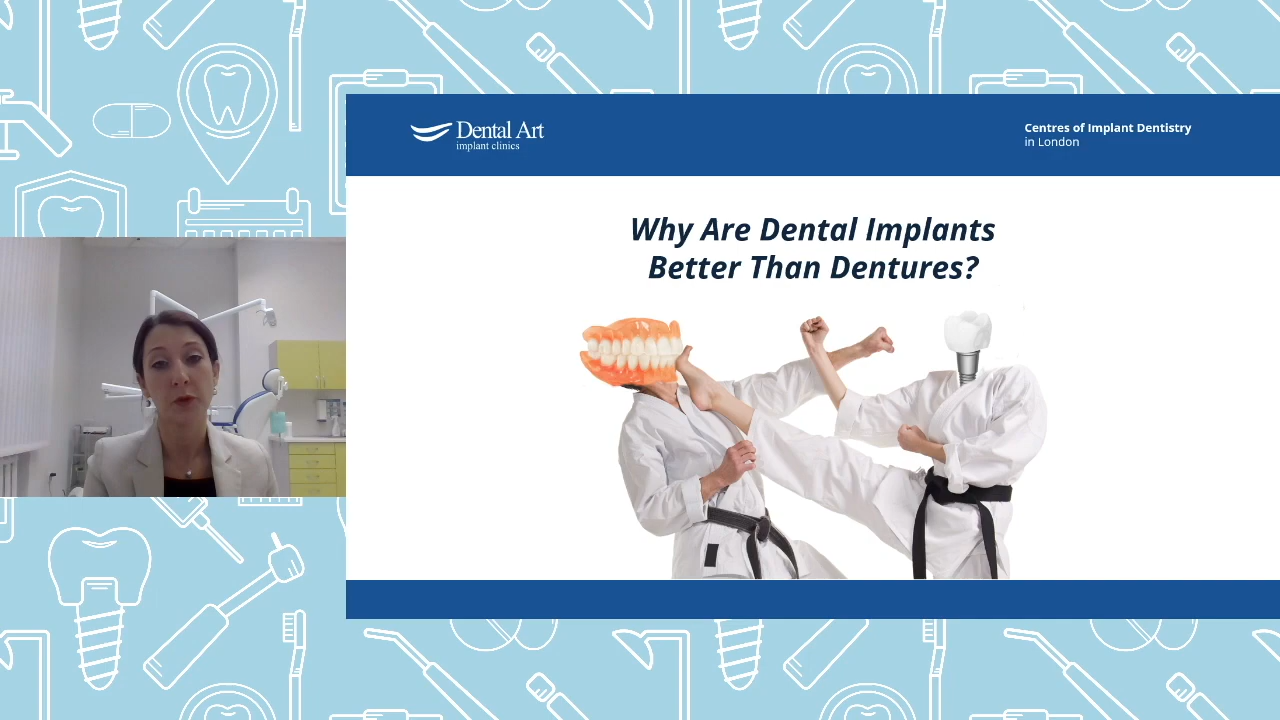 Dental Art
implant clinics
Centres of Implant Dentistry
in London
Why Are Dental Implants
Better Than Dentures?